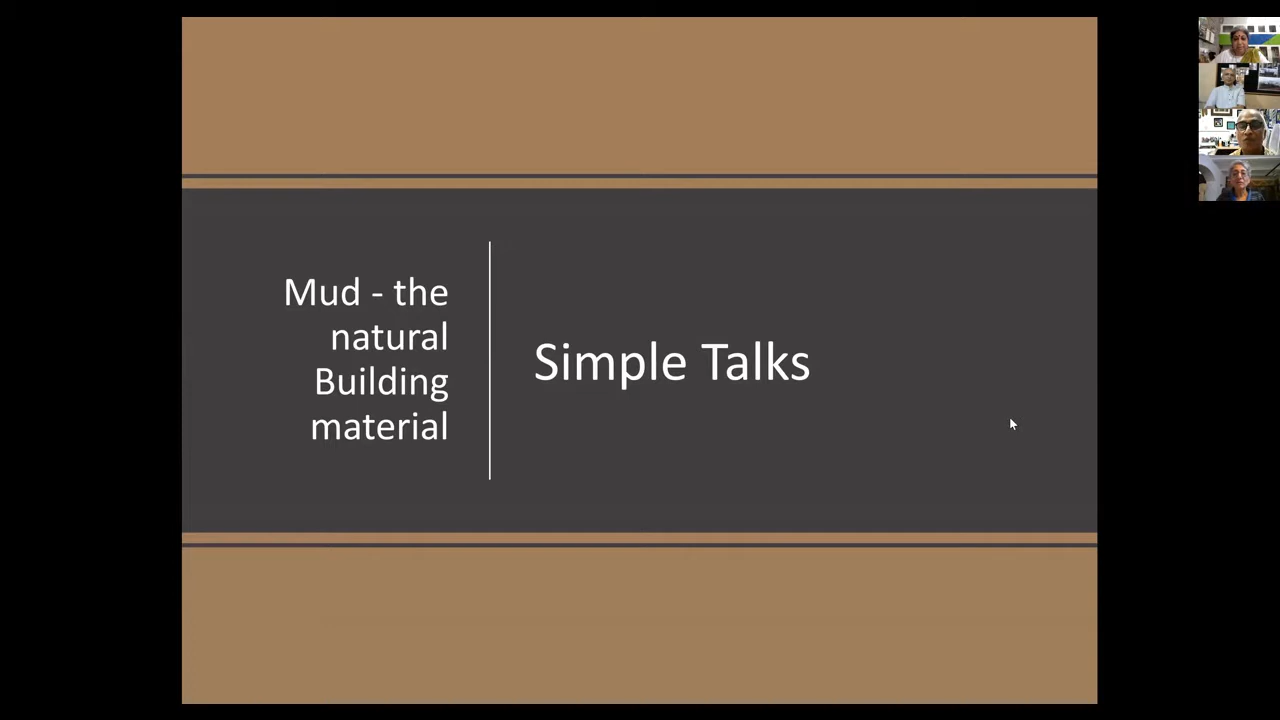 Mud - the
natural
Building
material
Simple Talks